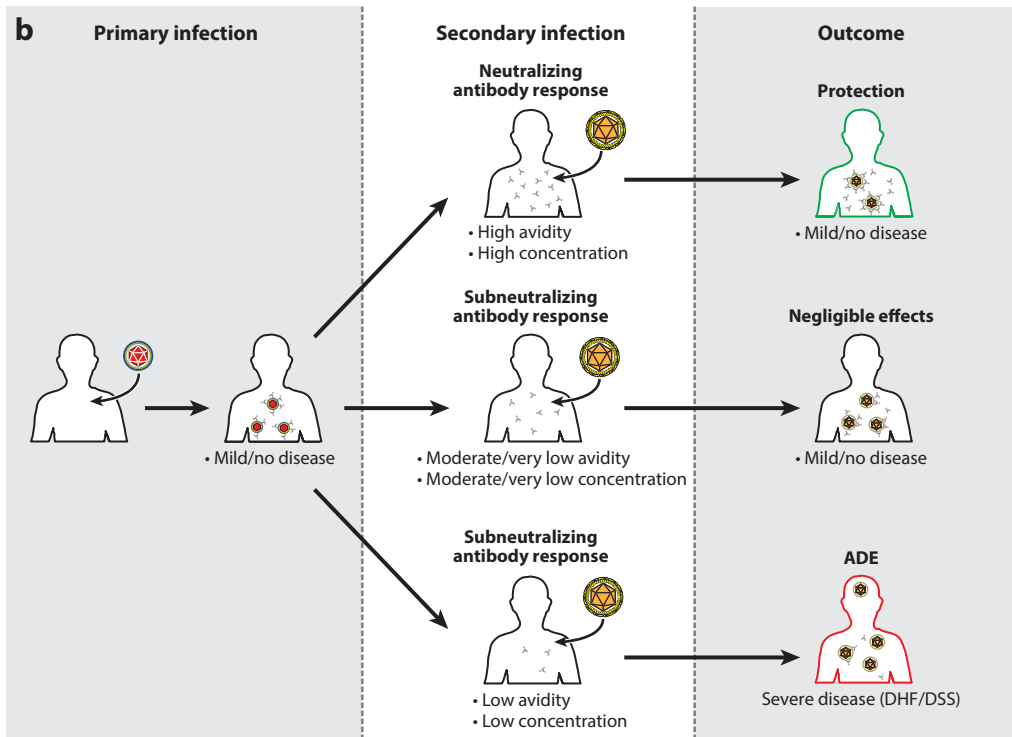 b
Primary infection
Secondary infection
Outcome
Neutralizing
antibody response
• High avidity
• High concentration
Protection
• Mild/no disease
• Mild/no disease
Subneutralizing
antibody response
• Moderate/very low avidity
• Moderate/very low concentration
Negligible effects
• Mild/no disease
Subneutralizing
antibody response
• Low avidity
• Low concentration
ADE
Severe disease (DHF/DSS)